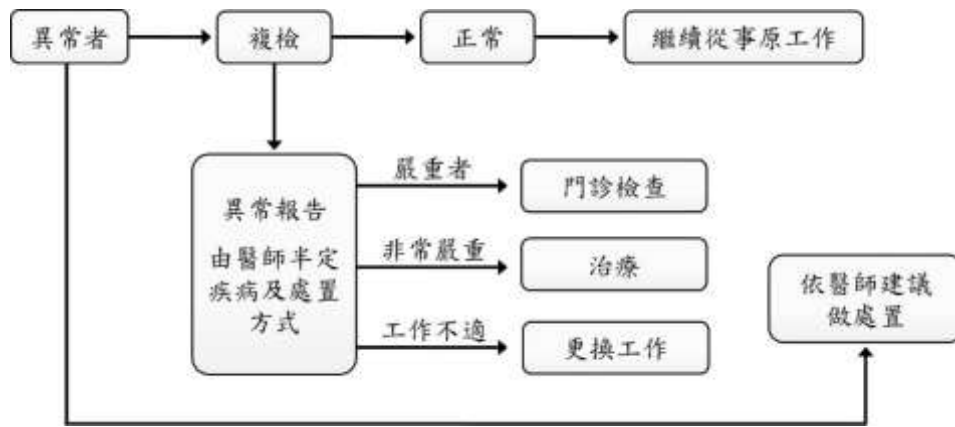 異常者
複檢
正常
繼續從事原工作
異常報告
由醫師半定
疾病及處置
方式
嚴重者
門診檢查
非常嚴重
治療
工作不適
更換工作
依醫師建議
做處置